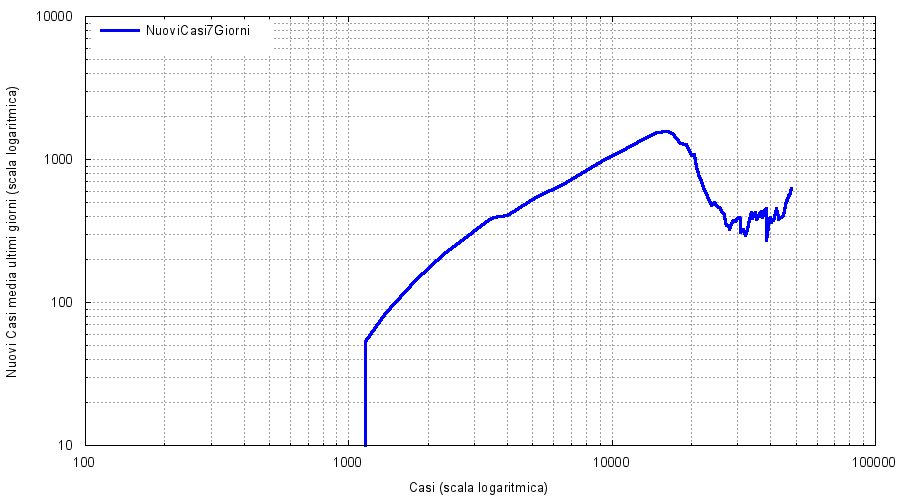 10000
NuoviCasi7Giorni
1000
100
10
Nuovi Casi media ultimi giorni (scala logaritmica)
100 1000 10000 100000
Casi (scala logaritmica)